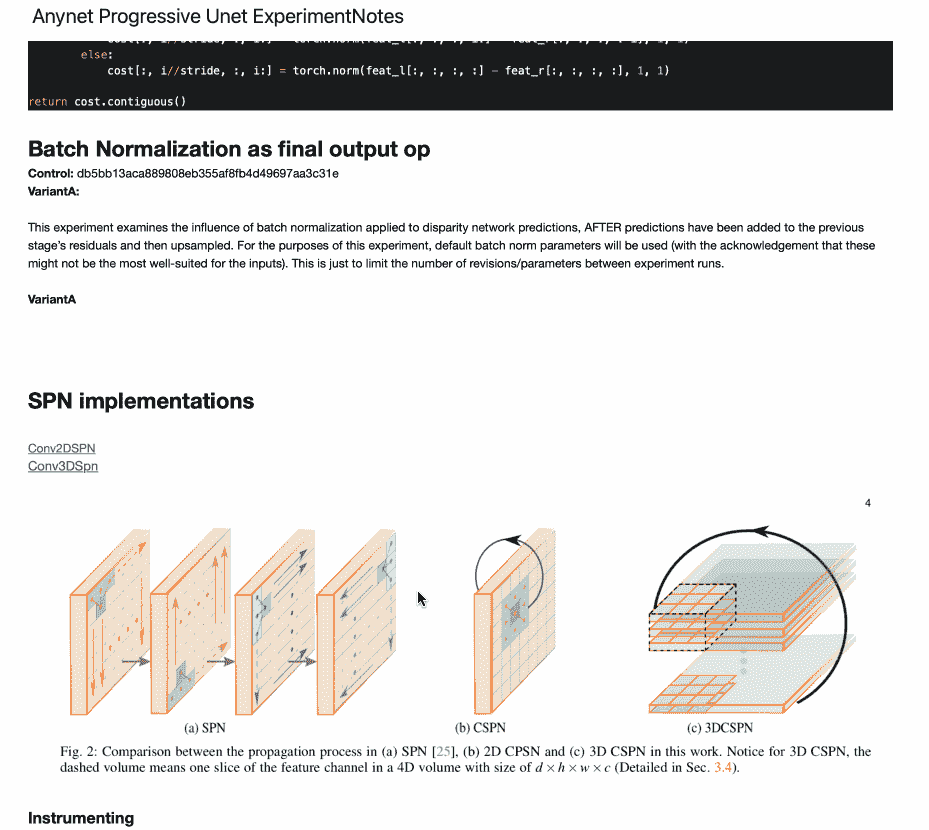 Anynet Progressive Unet ExperimentNotes
else:
cost[:, i//stride, :, i:] = torch.norm(feat_l[:, :, :, :] - feat_r[:, :, :, :], 1, 1)
return cost.contiguous()
Batch Normalization as final output op
Control: db5bb13aca889808eb355af8fb4d49697aa3c31e
VariantA:
This experiment examines the influence of batch normalization applied to disparity network predictions, AFTER predictions have been added to the previous
stage's residuals and then upsampled. For the purposes of this experiment, default batch norm parameters will be used (with the acknowledgement that these
might not be the most well-suited for the inputs). This is just to limit the number of revisions/parameters between experiment runs.
VariantA
SPN implementations
Conv2DSPN
Conv3DSpn
4
(a) SPN (b) CSPN (c) 3DCSPN
Fig. 2: Comparison between the propagation process in (a) SPN [25], (b) 2D CPSN and (c) 3D CSPN in this work. Notice for 3D CSPN, the
dashed volume means one slice of the feature channel in a 4D volume with size of d × h × w × c (Detailed in Sec. 3.4).
Instrumenting